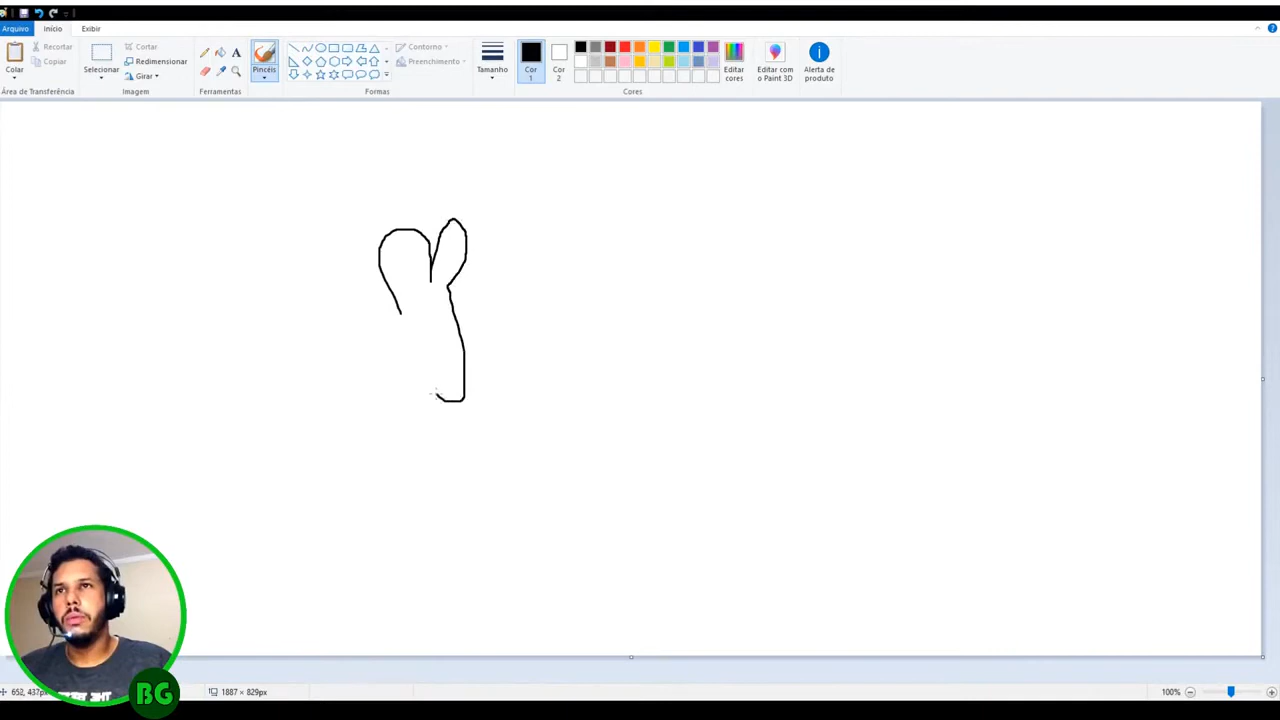 Arquivo Início Exibir
Colar
Recortar
Copiar
Área de Transferência
Selecionar
Cortar
Redimensionar
Girar
Imagem
Ferramentas
Pincéis
Contorno
Preenchimento
Formas
Tamanho
Cor
1
Cor
2
Editar
cores
Cores
Editar com
o Paint 3D
Alerta de
produto
BG
652, 437px
1887 × 829px
100%